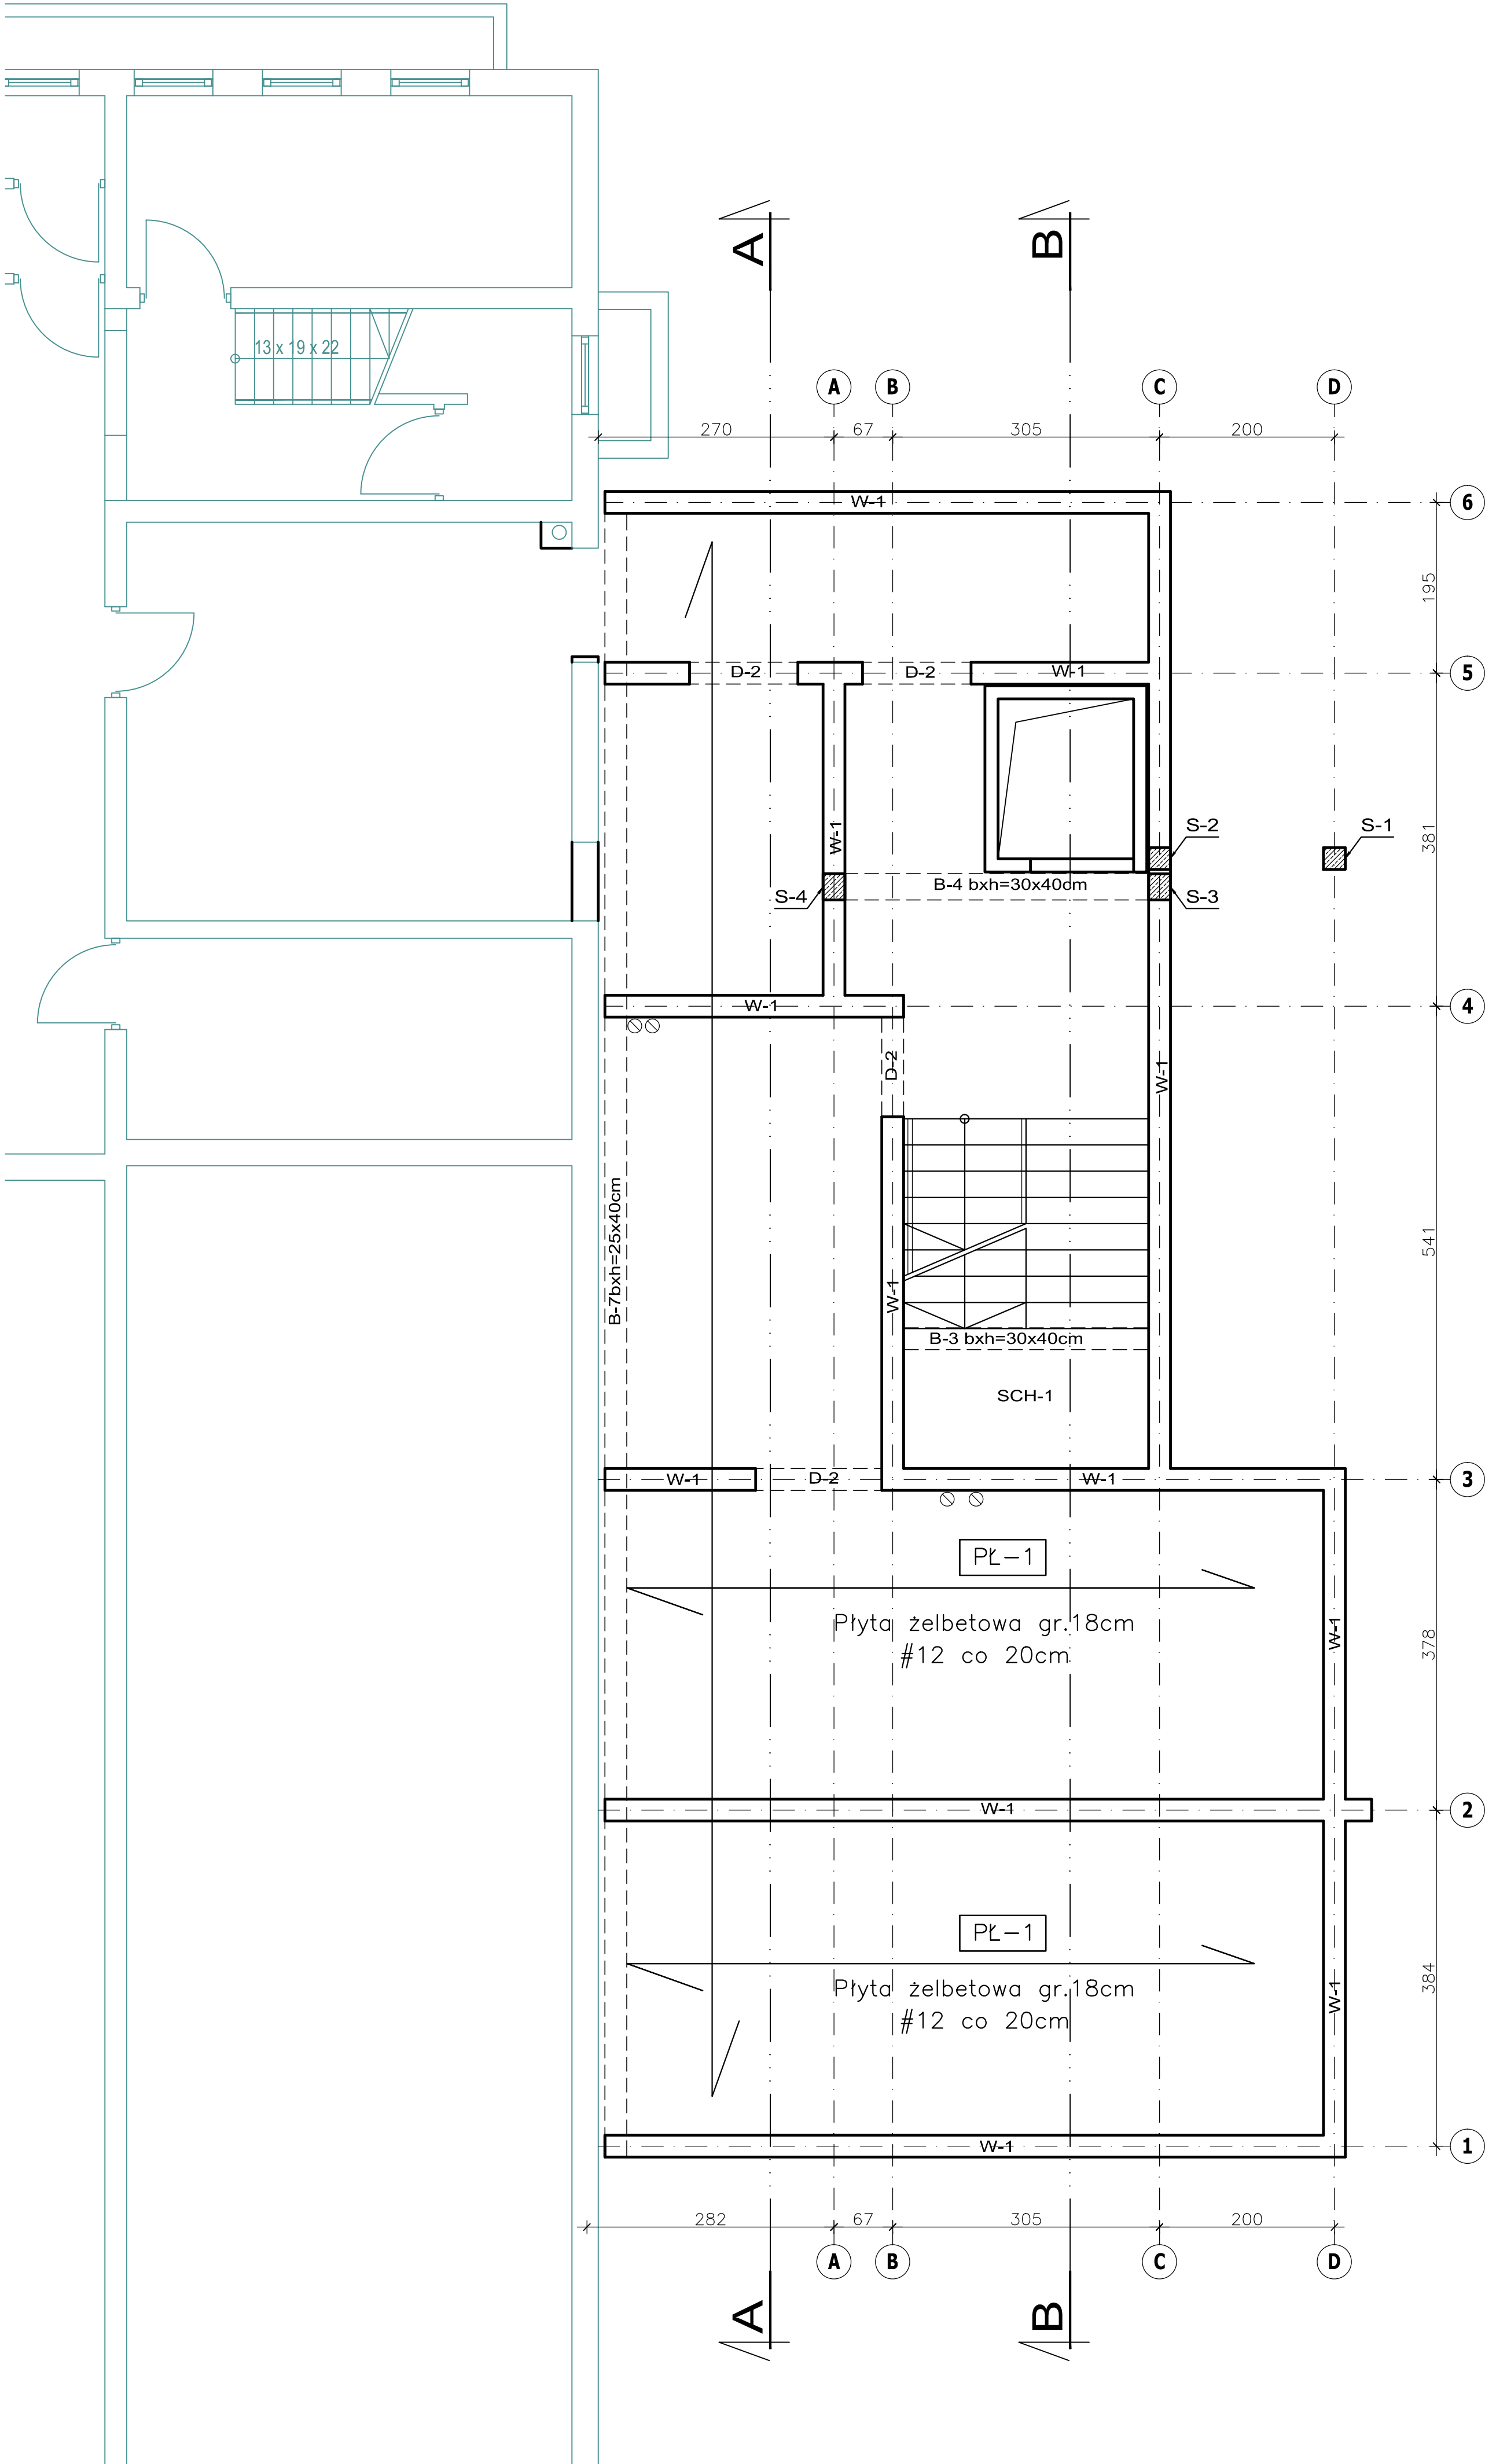 13 x 19 x 22
A
B
A
B
C
D
270
67
305
200
W-1
6
195
D-2
D-2
W-1
5
W-1
S-2
S-1
381
B-4 bxh=30x40cm
S-4
S-3
W-1
4
D-2
W-1
B-7bxh=25x40cm
541
W-1
B-3 bxh=30x40cm
SCH-1
W-1
D-2
W-1
3
PŁ-1
Płyta żelbetowa gr.18cm
#12 co 20cm
W-1
378
W-1
2
PŁ-1
Płyta żelbetowa gr.18cm
#12 co 20cm
W-1
384
W-1
1
282
67
305
200
A
B
C
D
A
B